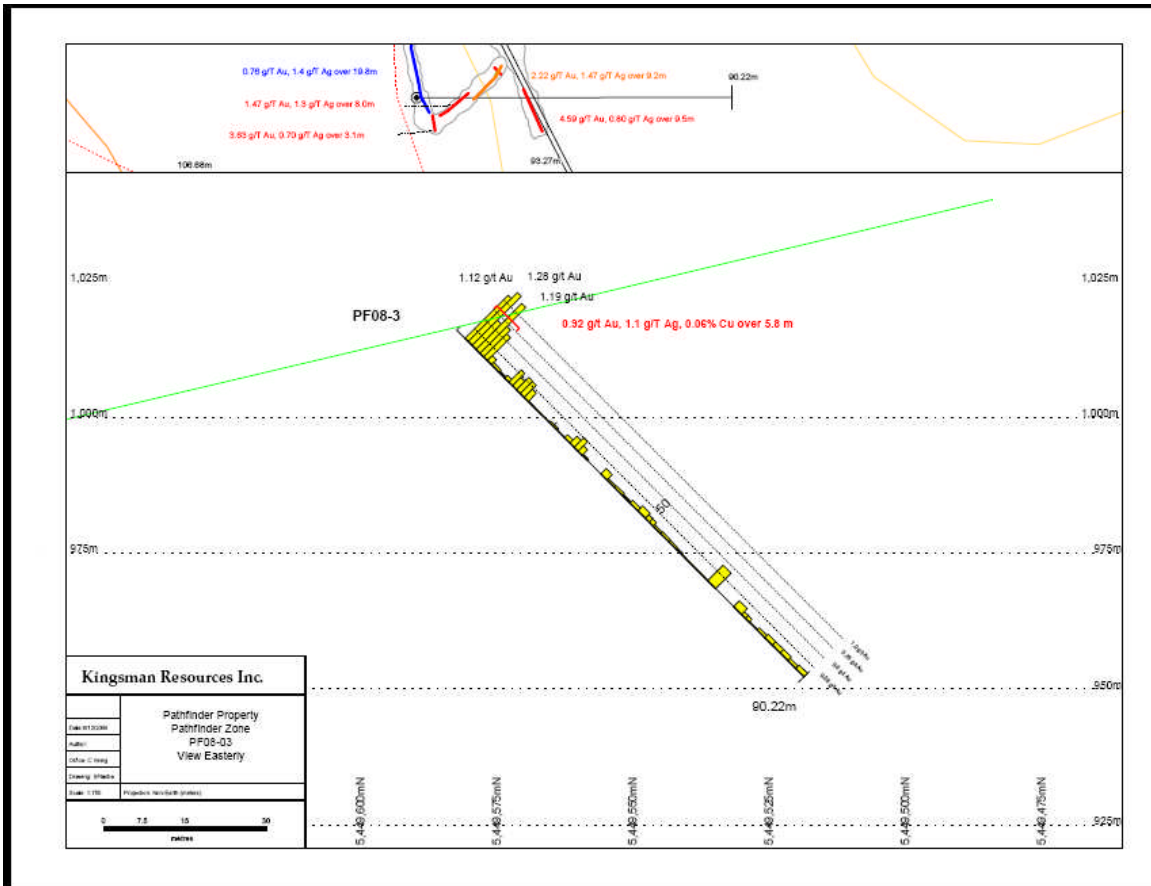 0.76 g/T Au, 1.4 g/T Ag over 19.8m
2.22 g/T Au, 1.47 g/T Ag over 9.2m
90.22m
1.47 g/T Au, 1.3 g/T Ag over 8.0m
4.59 g/T Au, 0.80 g/T Ag over 9.5m
3.63 g/T Au, 0.70 g/T Ag over 3.1m
106.68m
93.27m
1,025m
1.12 g/t Au
1.28 g/t Au
1,025m
1.19 g/t Au
PF08-3
0.92 g/t Au, 1.1 g/T Ag, 0.06% Cu over 5.8 m
1,000m
1,000m
50
975m
975m
950m
950m
90.22m
Kingsman Resources Inc.
Pathfinder Property
Pathfinder Zone
PF08-03
View Easterly
Author:
0 7.5 15 30
metres
5,449,600mN
5,449,575mN
5,449,550mN
5,449,525mN
5,449,500mN
5,449,475mN
925m
925m